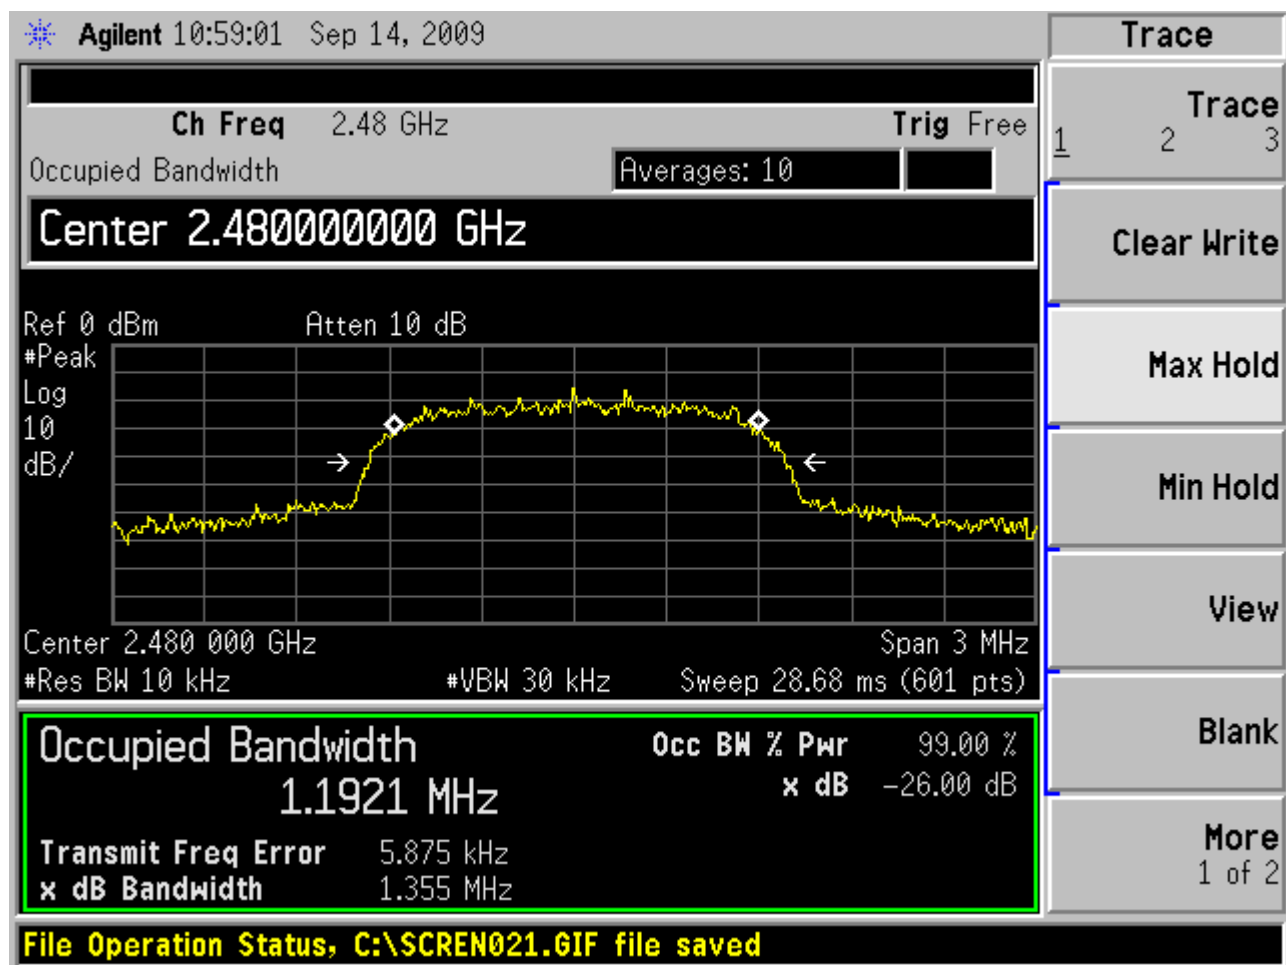 Agilent 10:59:01 Sep 14, 2009
Trace
Ch Freq 2.48 GHz Trig Free
Occupied Bandwidth Averages: 10
Center 2.480000000 GHz
Ref 0 dBm Atten 10 dB
#Peak
Log
10
dB/
Center 2.480 000 GHz Span 3 MHz
#Res BW 10 kHz #VBW 30 kHz Sweep 28.68 ms (601 pts)
Occupied Bandwidth Occ BW % Pwr 99.00 %
1.1921 MHz x dB -26.00 dB
Transmit Freq Error 5.875 kHz
x dB Bandwidth 1.355 MHz
Trace
1 2 3
Clear Write
Max Hold
Min Hold
View
Blank
More
1 of 2
File Operation Status, C:\SCREN021.GIF file saved